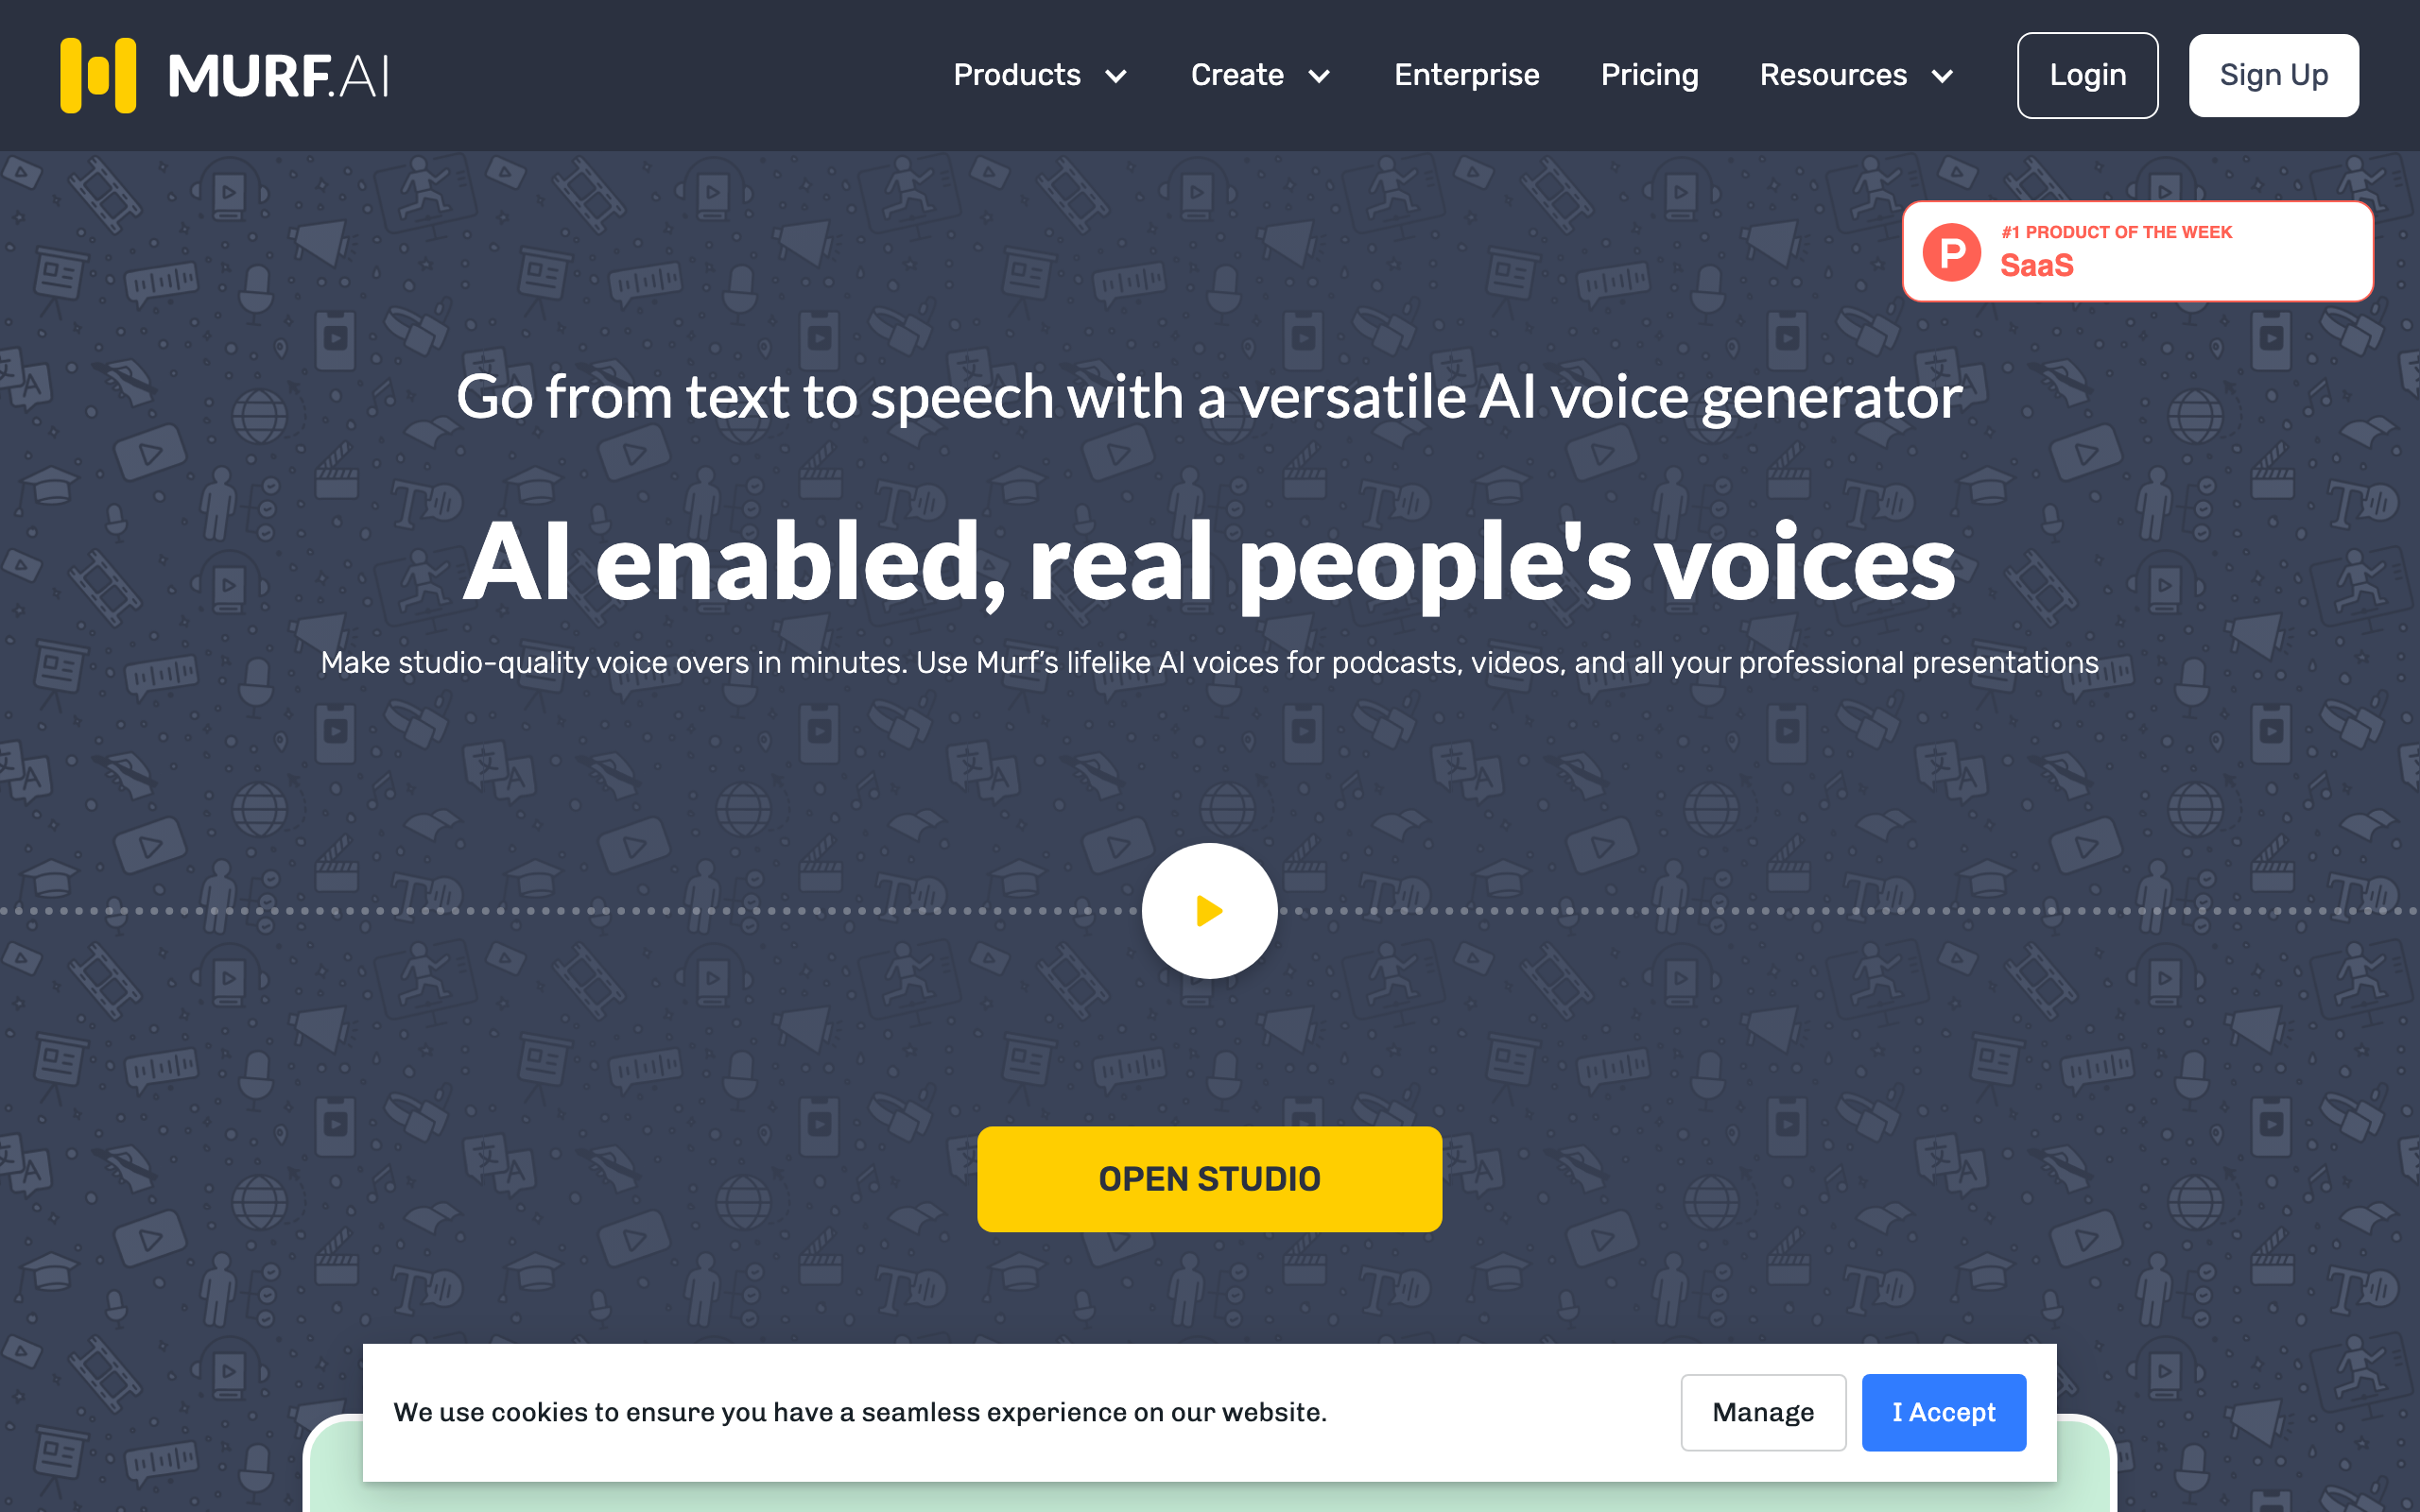 MURF.AI
Products
Create
Enterprise
Pricing
Resources
Login
Sign Up
#1 PRODUCT OF THE WEEK
SaaS
Go from text to speech with a versatile AI voice generator
AI enabled, real people's voices
Make studio-quality voice overs in minutes. Use Murf’s lifelike AI voices for podcasts, videos, and all your professional presentations
OPEN STUDIO
We use cookies to ensure you have a seamless experience on our website.
Manage
I Accept